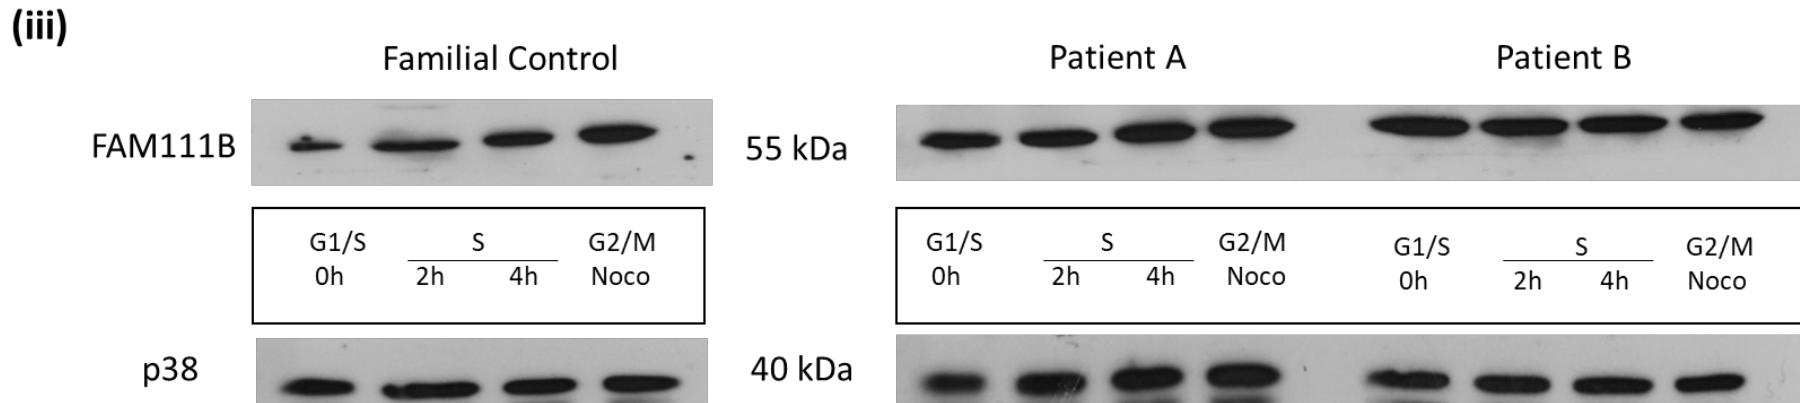 (iii)
Familial Control Patient A Patient B
FAM111B 55 kDa
G1/S S G2/M G1/S S G2/M G1/S S G2/M
0h 2h 4h Noco 0h 2h 4h Noco 0h 2h 4h Noco
p38 40 kDa